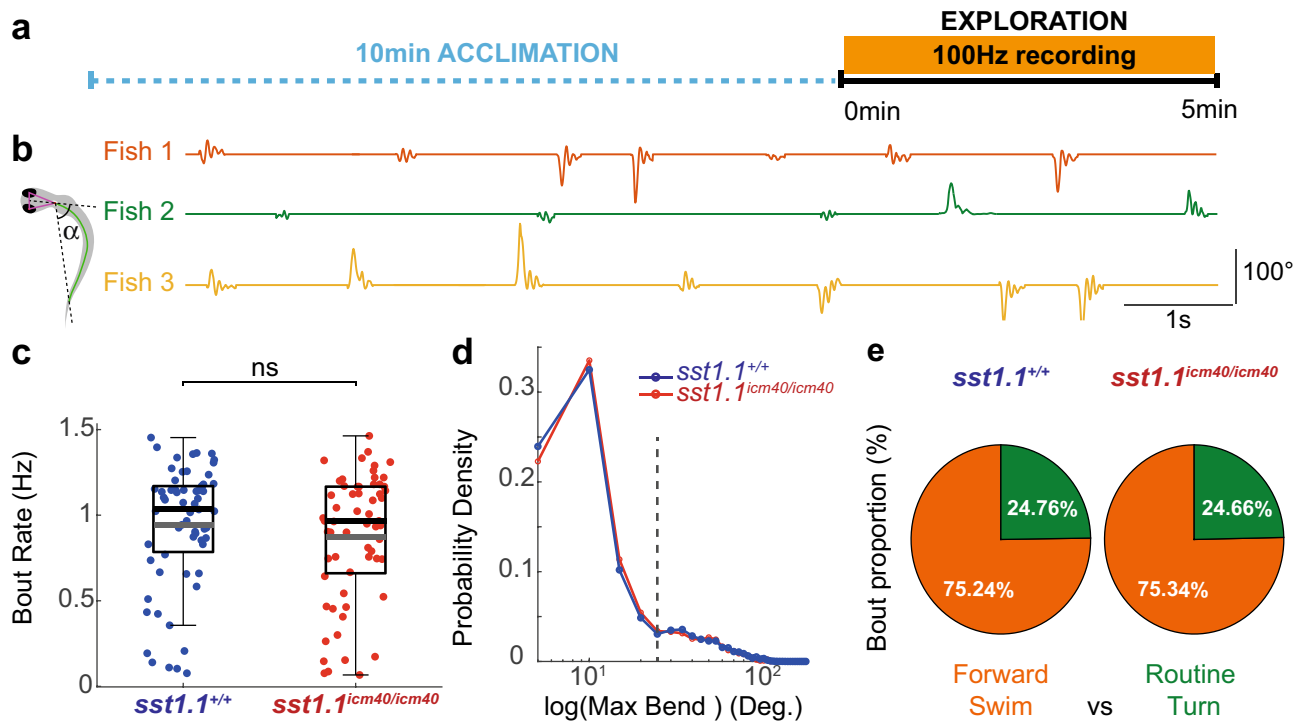 a
10min ACCLIMATION
EXPLORATION
100Hz recording
0min
5min
b
Fish 1
Fish 2
Fish 3
α
100°
1s
c
ns
Bout Rate (Hz)
1.5
1
0.5
0
sst1.1+/+
sst1.1icm40/icm40
d
sst1.1+/+
sst1.1icm40/icm40
Probability Density
0.3
0.2
0.1
0
10¹
10²
log(Max Bend ) (Deg.)
e
sst1.1+/+
sst1.1icm40/icm40
Bout proportion (%)
24.76%
75.24%
24.66%
75.34%
Forward Swim
vs
Routine Turn